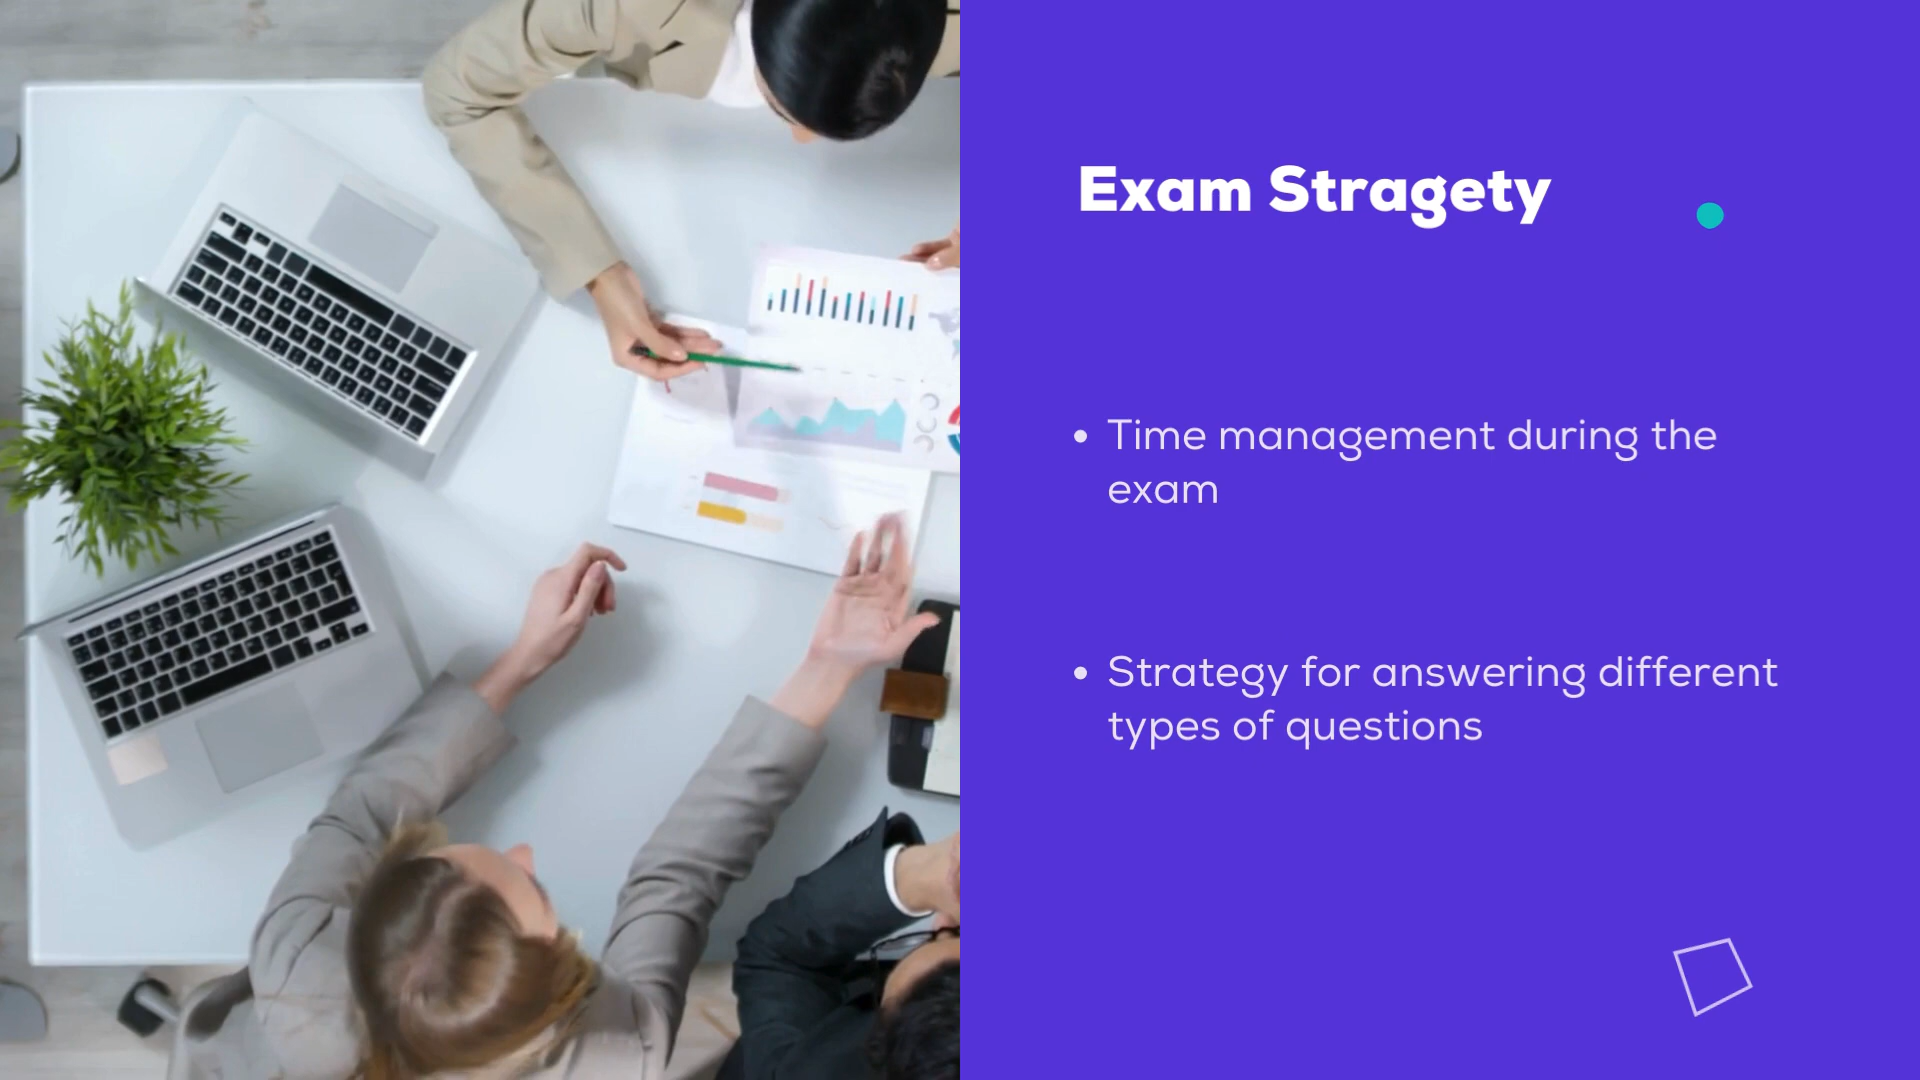 Exam Stragety
• Time management during the
exam
• Strategy for answering different
types of questions